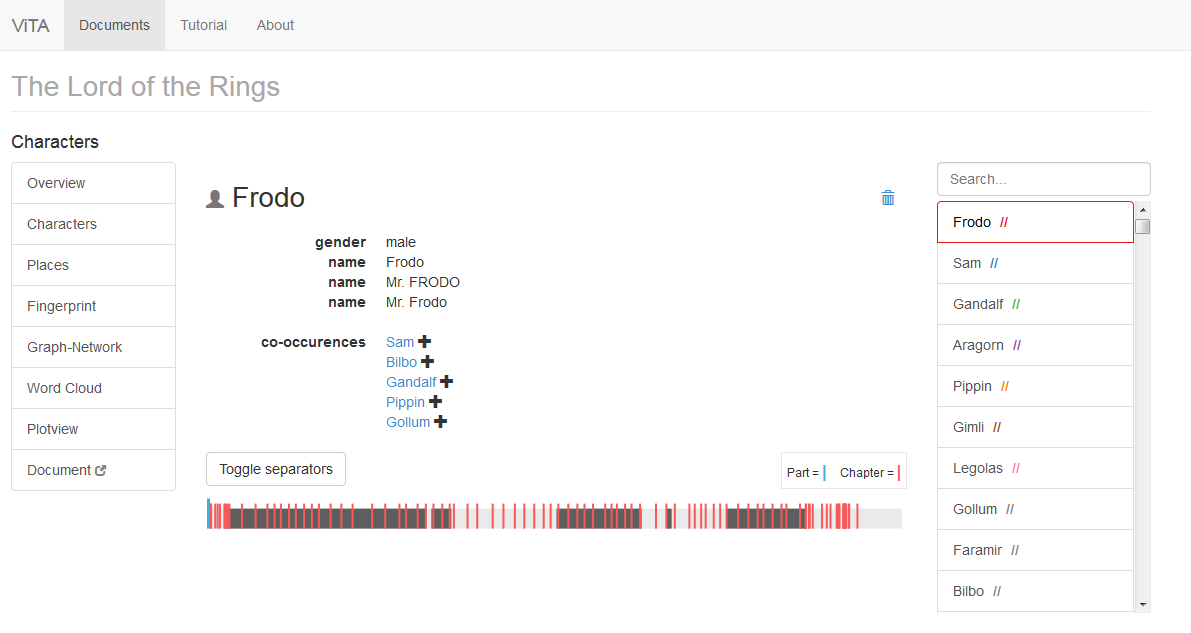 ViTA Documents Tutorial About
The Lord of the Rings
Characters
Overview
Characters
Places
Fingerprint
Graph-Network
Word Cloud
Plotview
Document
Frodo
gender male
name Frodo
name Mr. FRODO
name Mr. Frodo
co-occurences Sam
Bilbo
Gandalf
Pippin
Gollum
Toggle separators
Part = | Chapter = |
Search...
Frodo //
Sam //
Gandalf //
Aragorn //
Pippin //
Gimli //
Legolas //
Gollum //
Faramir //
Bilbo //